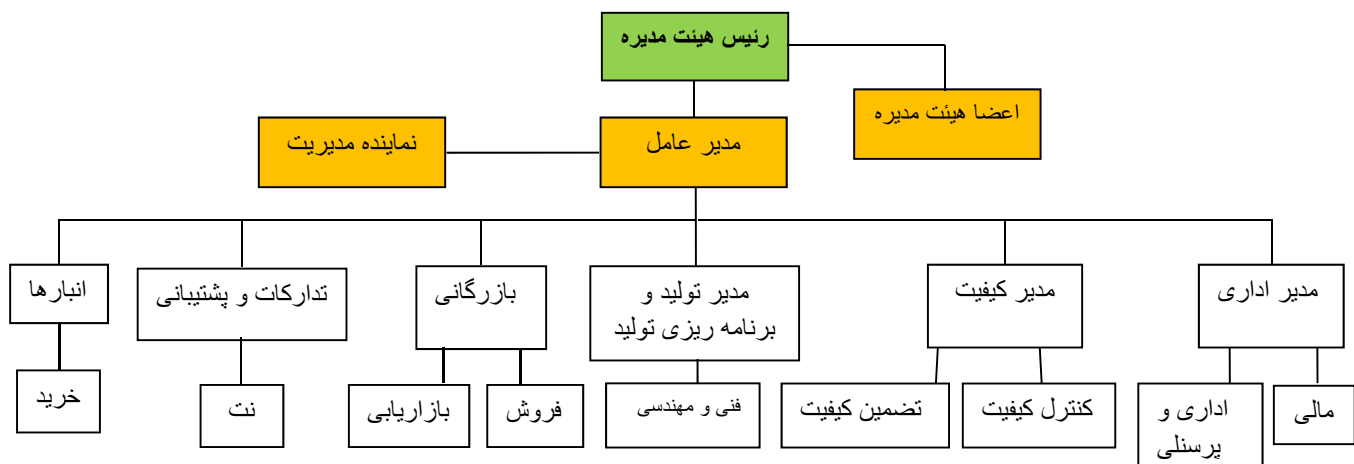 رئیس هیئت مدیره
اعضا هیئت مدیره
مدیر عامل
نماینده مدیریت
مدیر اداری
مدیر کیفیت
مدیر تولید و
برنامه ریزی تولید
بازرگانی
تدارکات و پشتیبانی
انبارها
مالی
اداری و
پرسنلی
کنترل کیفیت
تضمین کیفیت
فنی و مهندسی
فروش
بازاریابی
نت
خرید